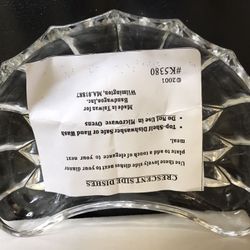 CRESCENT SIDE DISHES
Use these lovely side dishes next to your dinner
plate to add a touch of elegance to your next
meal.
• Top-Shelf Dishwasher Safe or Hand Wash
• Do Not Use in Microwave Ovens
Made in Taiwan for
Bandwagon, Inc.
Wilmington, MA 01887
©2001
#K5380